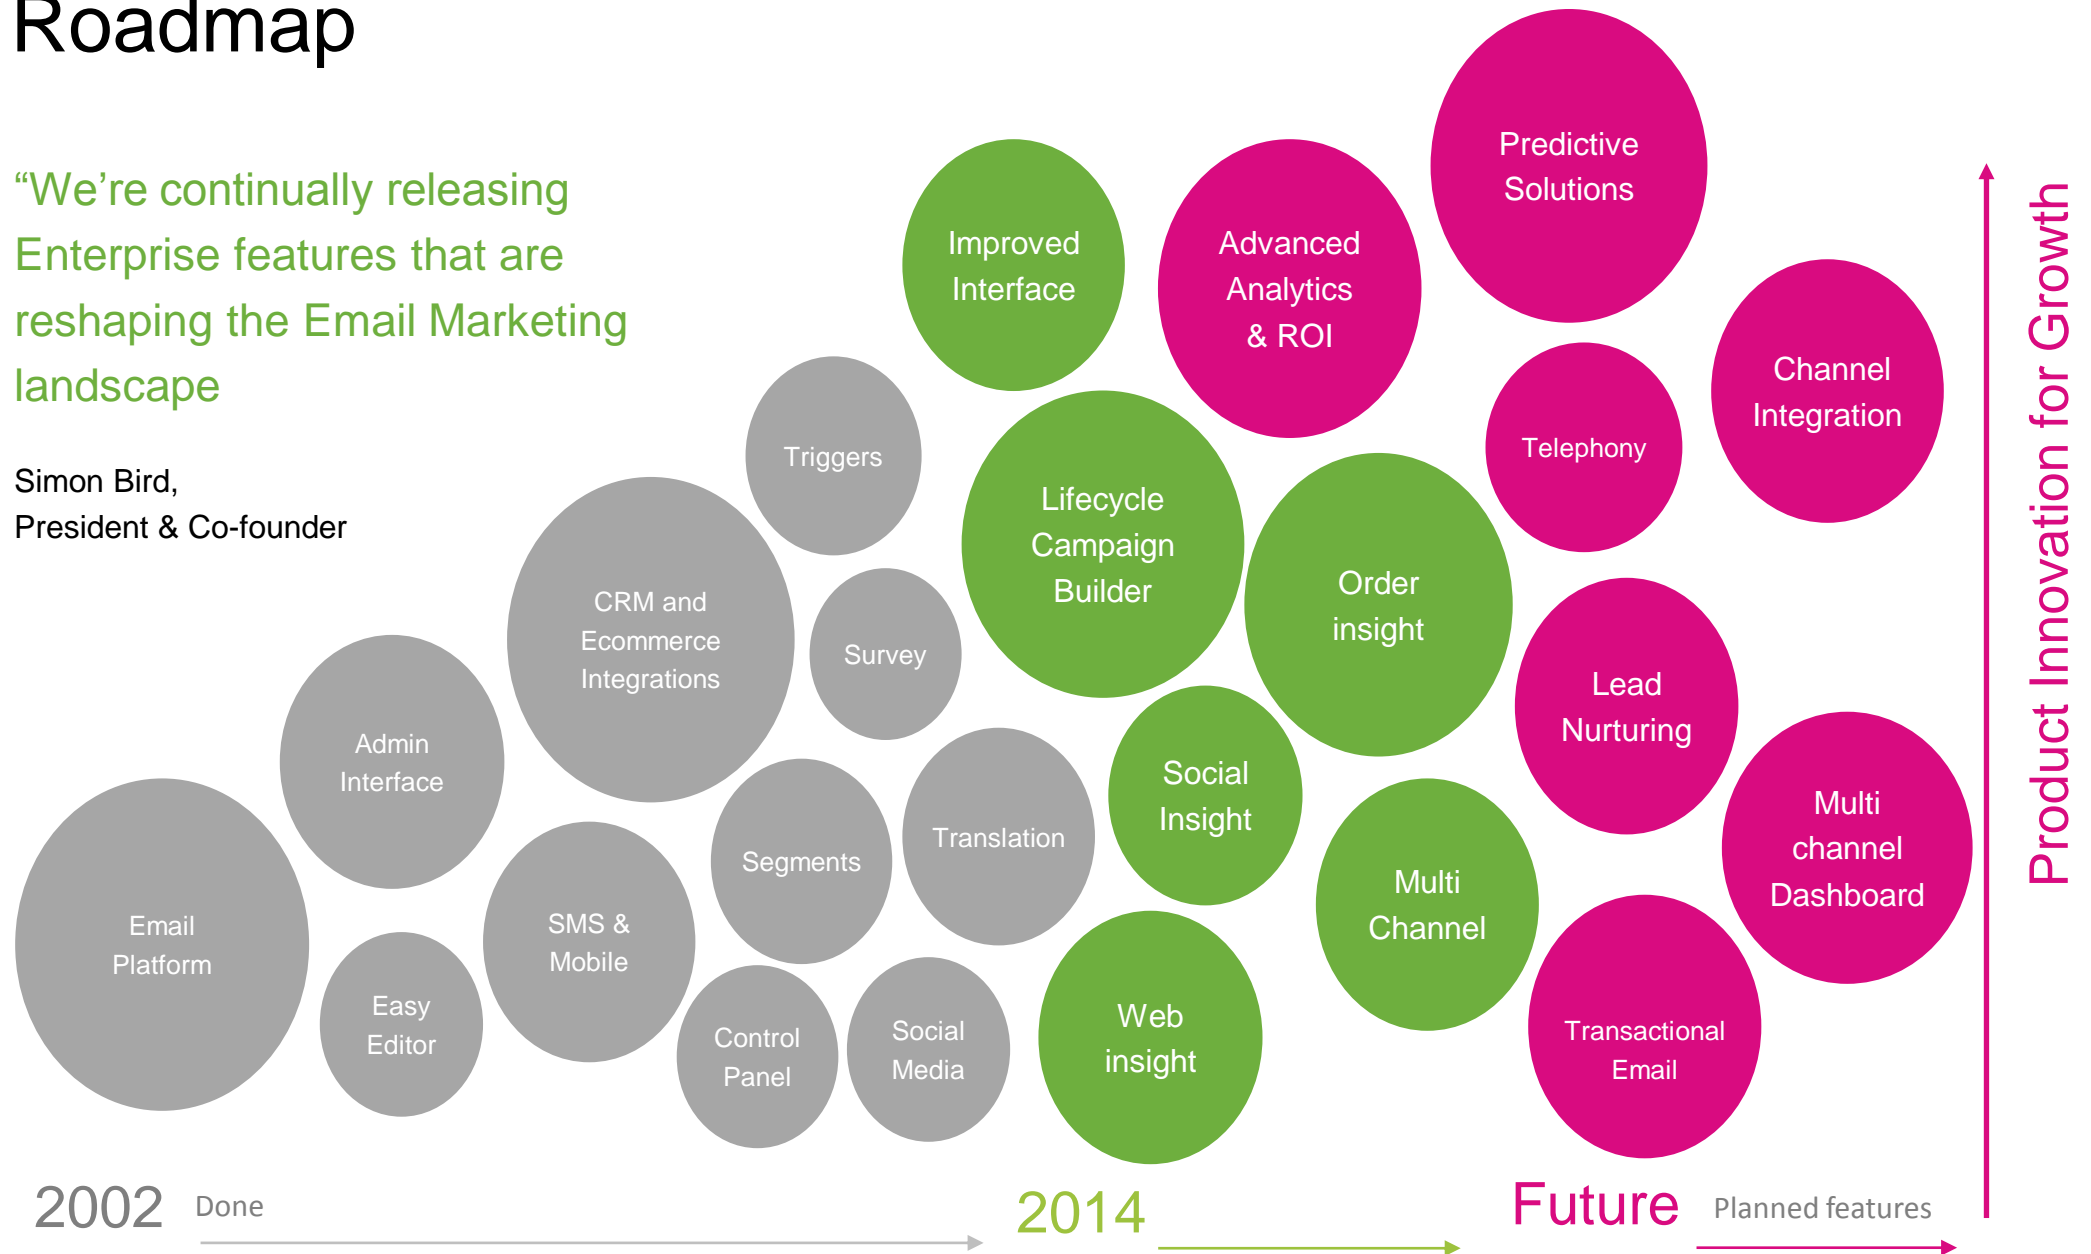 Roadmap
“We’re continually releasing
Enterprise features that are
reshaping the Email Marketing
landscape
Simon Bird,
President & Co-founder
Email
Platform
Admin
Interface
Easy
Editor
CRM and
Ecommerce
Integrations
SMS &
Mobile
Triggers
Survey
Segments
Control
Panel
Translation
Social
Media
Improved
Interface
Lifecycle
Campaign
Builder
Social
Insight
Web
insight
Order
insight
Multi
Channel
Advanced
Analytics
& ROI
Predictive
Solutions
Telephony
Channel
Integration
Lead
Nurturing
Multi
channel
Dashboard
Transactional
Email
Product Innovation for Growth
2002
Done
2014
Future
Planned features